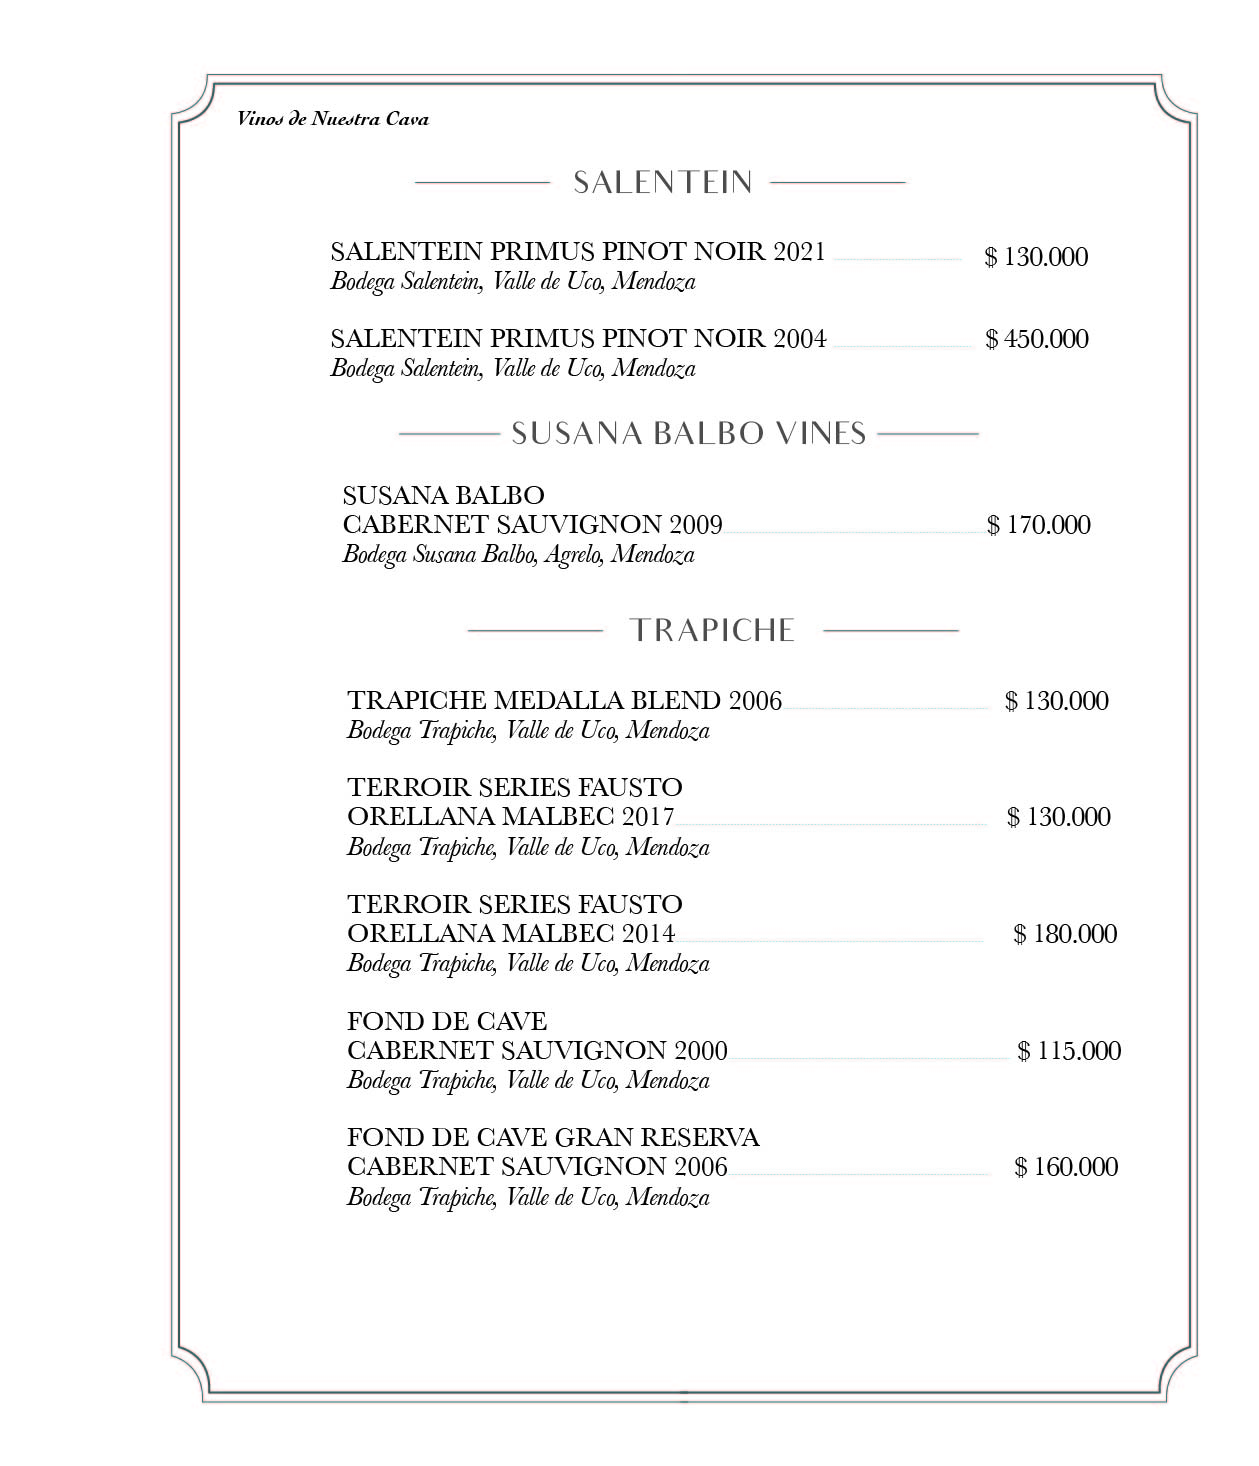 Vinos de Nuestra Cava
SALENTEIN
SALENTEIN PRIMUS PINOT NOIR 2021 $ 130.000
Bodega Salentein, Valle de Uco, Mendoza
SALENTEIN PRIMUS PINOT NOIR 2004 $ 450.000
Bodega Salentein, Valle de Uco, Mendoza
SUSANA BALBO VINES
SUSANA BALBO
CABERNET SAUVIGNON 2009 $ 170.000
Bodega Susana Balbo, Agrelo, Mendoza
TRAPICHE
TRAPICHE MEDALLA BLEND 2006 $ 130.000
Bodega Trapiche, Valle de Uco, Mendoza
TERROIR SERIES FAUSTO
ORELLANA MALBEC 2017 $ 130.000
Bodega Trapiche, Valle de Uco, Mendoza
TERROIR SERIES FAUSTO
ORELLANA MALBEC 2014 $ 180.000
Bodega Trapiche, Valle de Uco, Mendoza
FOND DE CAVE
CABERNET SAUVIGNON 2000 $ 115.000
Bodega Trapiche, Valle de Uco, Mendoza
FOND DE CAVE GRAN RESERVA
CABERNET SAUVIGNON 2006 $ 160.000
Bodega Trapiche, Valle de Uco, Mendoza